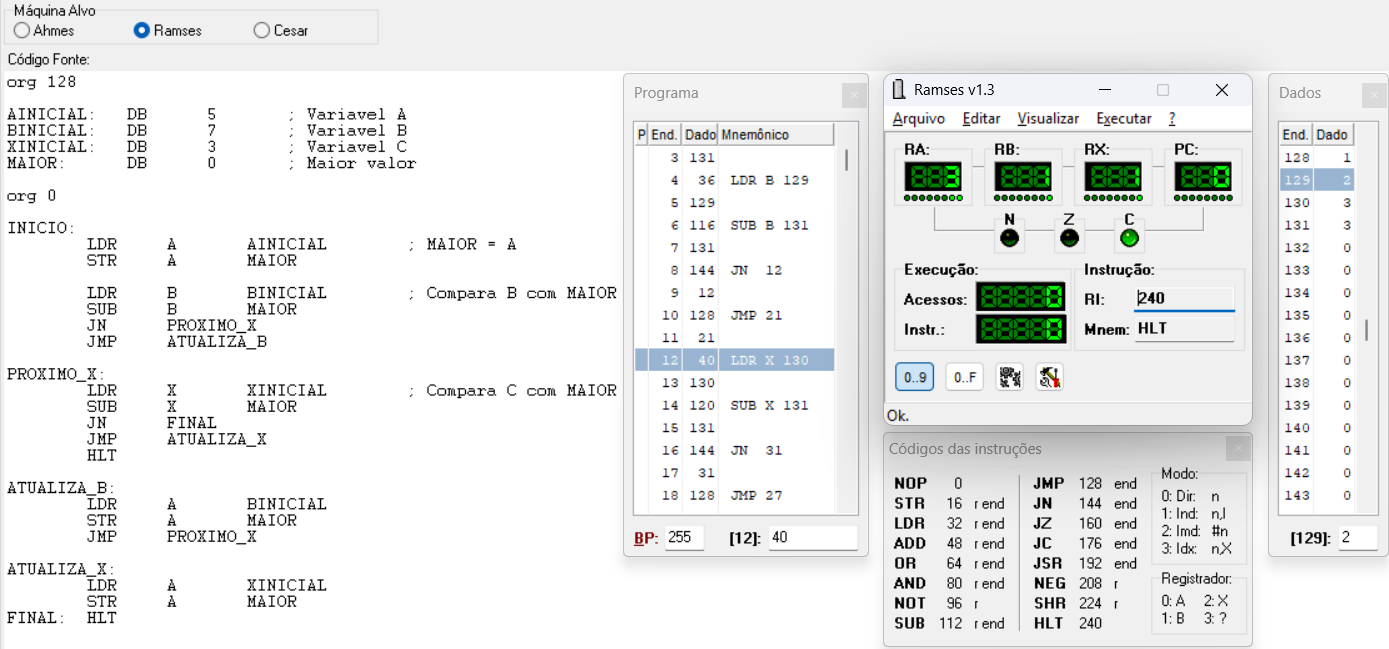 Máquina Alvo
Ahmes Ramses Cesar
Código Fonte:
org 128
AINICIAL: DB 5 ; Variavel A
BINICIAL: DB 7 ; Variavel B
XINICIAL: DB 3 ; Variavel C
MAIOR: DB 0 ; Maior valor
org 0
INICIO:
LDR A AINICIAL ; MAIOR = A
STR A MAIOR
LDR B BINICIAL ; Compara B com MAIOR
SUB B MAIOR
JN PROXIMO_X
JMP ATUALIZA_B
PROXIMO_X:
LDR X XINICIAL ; Compara C com MAIOR
SUB X MAIOR
JN FINAL
JMP ATUALIZA_X
HLT
ATUALIZA_B:
LDR A BINICIAL
STR A MAIOR
JMP PROXIMO_X
ATUALIZA_X:
LDR A XINICIAL
STR A MAIOR
FINAL: HLT
Programa
P End. Dado Mnemônico
3 131
4 36 LDR B 129
5 129
6 116 SUB B 131
7 131
8 144 JN 12
9 12
10 128 JMP 21
11 21
12 40 LDR X 130
13 130
14 120 SUB X 131
15 131
16 144 JN 31
17 31
18 128 JMP 27
BP: 255 [12]: 40
Ramses v1.3
Arquivo Editar Visualizar Executar ?
RA: RB: RX: PC:
3 1 1 0
N Z C
Execução:
Acessos: 0
Instr.: 0
Instrução:
RI: 240
Mnem: HLT
0..9 0..F
Ok.
Códigos das instruções
NOP 0
STR 16 r end
LDR 32 r end
ADD 48 r end
OR 64 r end
AND 80 r end
NOT 96 r
SUB 112 r end
JMP 128 end
JN 144 end
JZ 160 end
JC 176 end
JSR 192 end
NEG 208 r
SHR 224 r
HLT 240
Modo:
0: Dir: n
1: Ind: n,I
2: Imd: #n
3: Idx: n,X
Registrador:
0: A 2: X
1: B 3: ?
Dados
End. Dado
128 1
129 2
130 3
131 3
132 0
133 0
134 0
135 0
136 0
137 0
138 0
139 0
140 0
141 0
142 0
143 0
[129]: 2